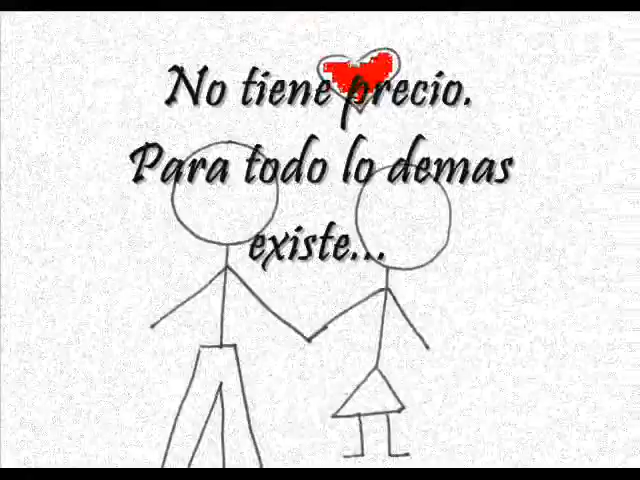 No tiene precio.
Para todo lo demas
existe...